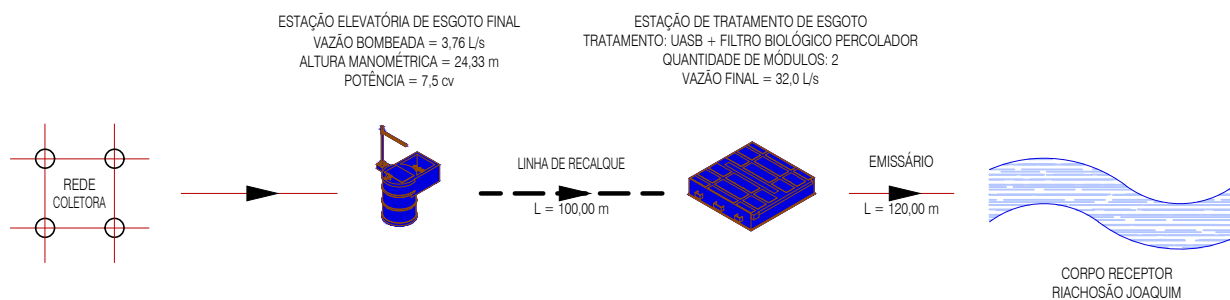 ESTAÇÃO ELEVATÓRIA DE ESGOTO FINAL
VAZÃO BOMBEADA = 3,76 L/s
ALTURA MANOMÉTRICA = 24,33 m
POTÊNCIA = 7,5 cv
ESTAÇÃO DE TRATAMENTO DE ESGOTO
TRATAMENTO: UASB + FILTRO BIOLÓGICO PERCOLADOR
QUANTIDADE DE MÓDULOS: 2
VAZÃO FINAL = 32,0 L/s
REDE
COLETORA
LINHA DE RECALQUE
L = 100,00 m
EMISSÁRIO
L = 120,00 m
CORPO RECEPTOR
RIACHOSÃO JOAQUIM